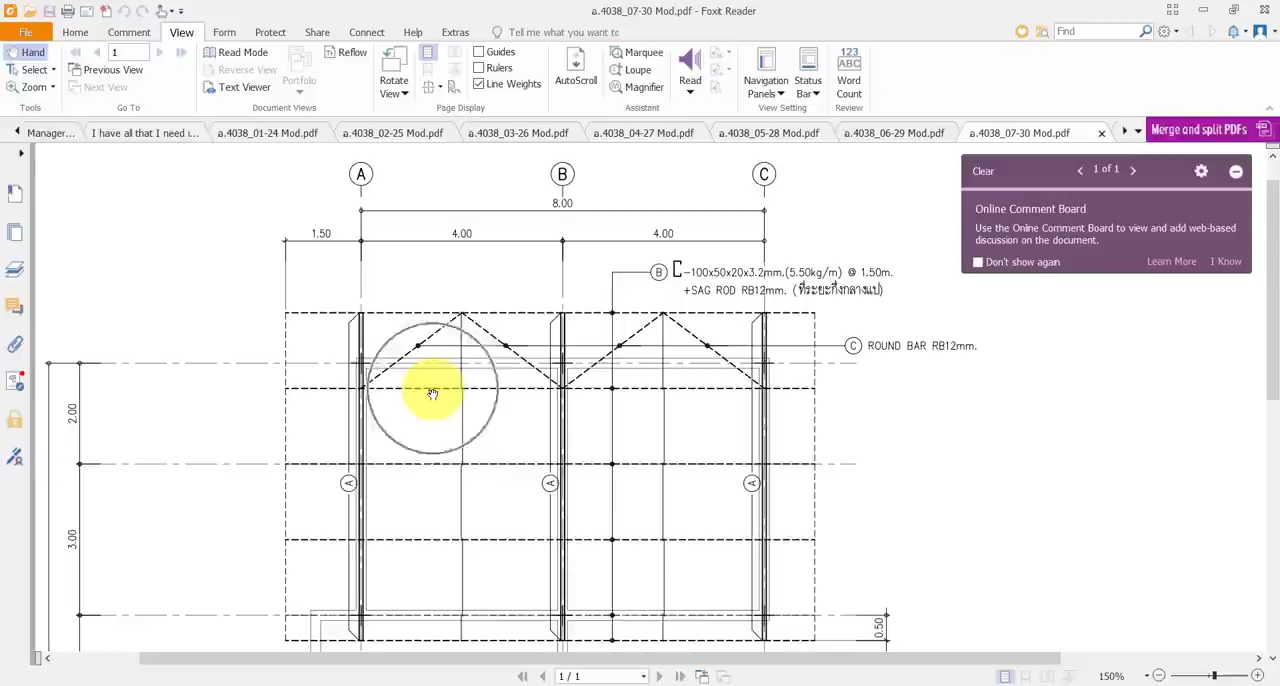 อ.4038_07-30 Mod.pdf - Foxit Reader
File Home Comment View Form Protect Share Connect Help Extras Tell me what you want to Find
Hand 1 Read Mode Reflow Guides Marquee
Select Previous View Reverse View Rulers Loupe
Zoom Next View Text Viewer Portfolio Rotate View Line Weights AutoScroll Magnifier Read Navigation Panels Status Bar 123 ABC Word Count
Tools Go To Document Views Page Display Assistant View Setting Review
Manager... I have all that I need i... a.4038_01-24 Mod.pdf a.4038_02-25 Mod.pdf a.4038_04-27 Mod.pdf a.4038_05-28 Mod.pdf a.4038_06-29 Mod.pdf a.4038_07-30 Mod.pdf Merge and split PDFs
A B C
Clear 1 of 1
8.00
Online Comment Board
Use the Online Comment Board to view and add web-based
discussion on the document.
Don't show again Learn More I Know
1.50 4.00 4.00
B C-100x50x20x3.2mm.(5.50kg/m) @ 1.50m.
+SAG ROD RB12mm. (ที่ระยะกึ่งกลางแป)
C ROUND BAR RB12mm.
2.00
A A A
3.00
0.50
1 / 1 150%